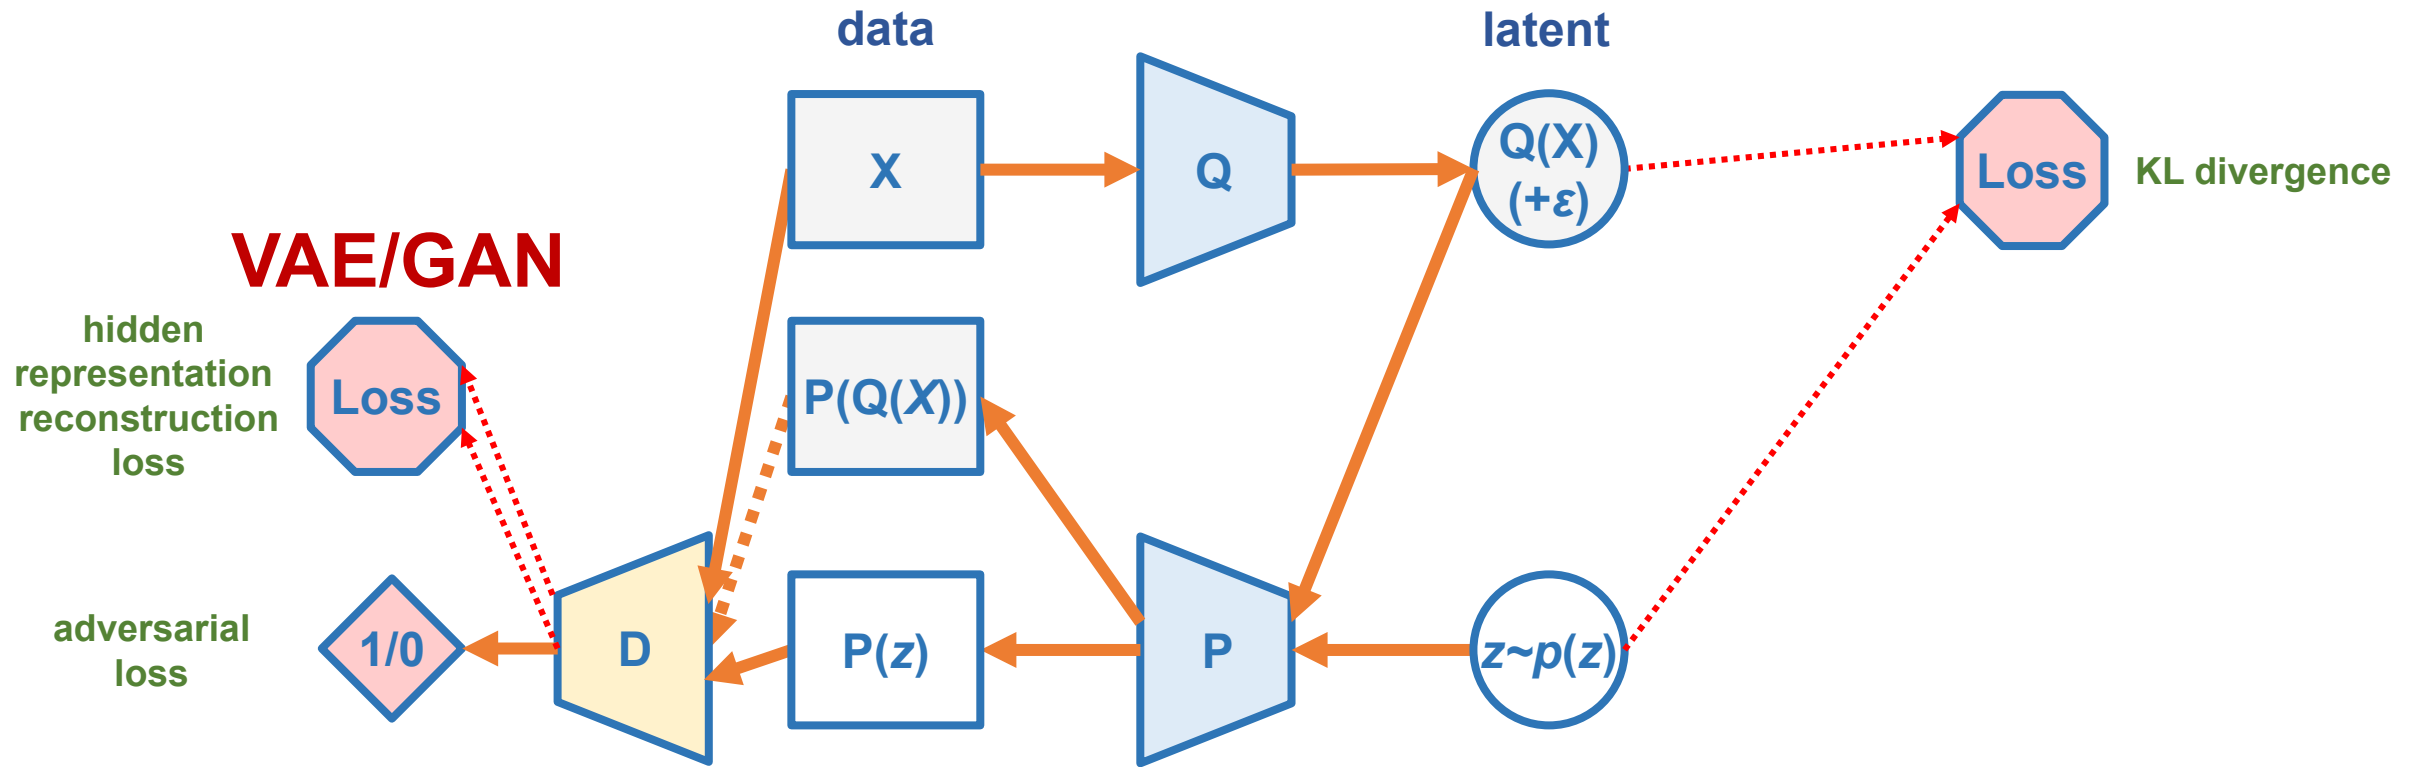 data
latent
X
Q
Q(X)
(+ε)
Loss
KL divergence
VAE/GAN
hidden
representation
reconstruction
loss
Loss
P(Q(X))
adversarial
loss
1/0
D
P(z)
P
z~p(z)